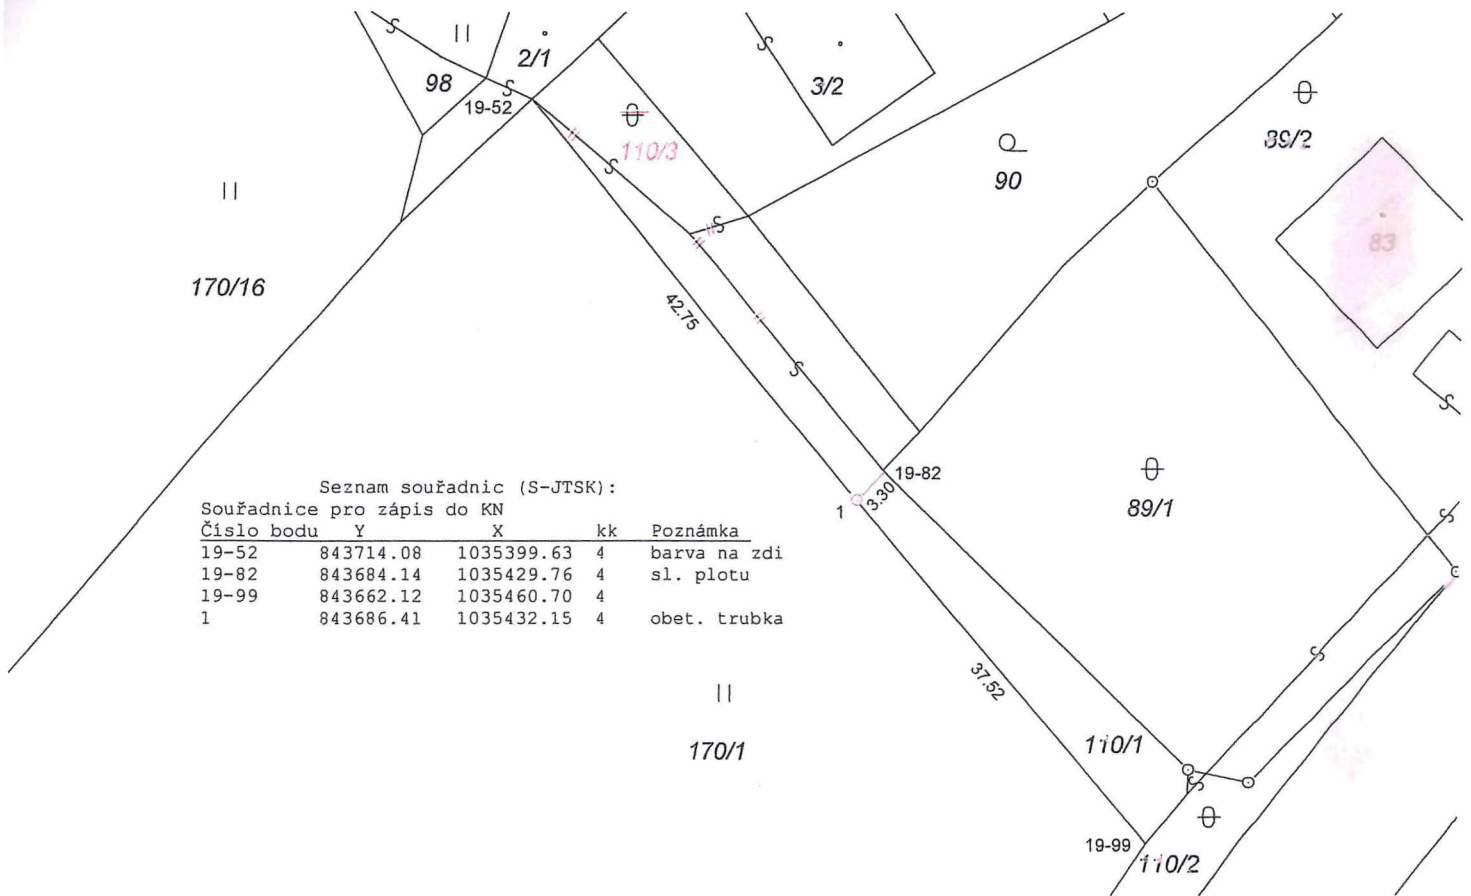 2/1
98
19-52
3/2
110/3
90
89/2
83
170/16
42.75
19-82
3.30
1
89/1
Seznam souřadnic (S-JTSK):
Souřadnice pro zápis do KN
Číslo bodu Y X kk Poznámka
19-52 843714.08 1035399.63 4 barva na zdi
19-82 843684.14 1035429.76 4 sl. plotu
19-99 843662.12 1035460.70 4
1 843686.41 1035432.15 4 obet. trubka
37.52
170/1
110/1
19-99
110/2